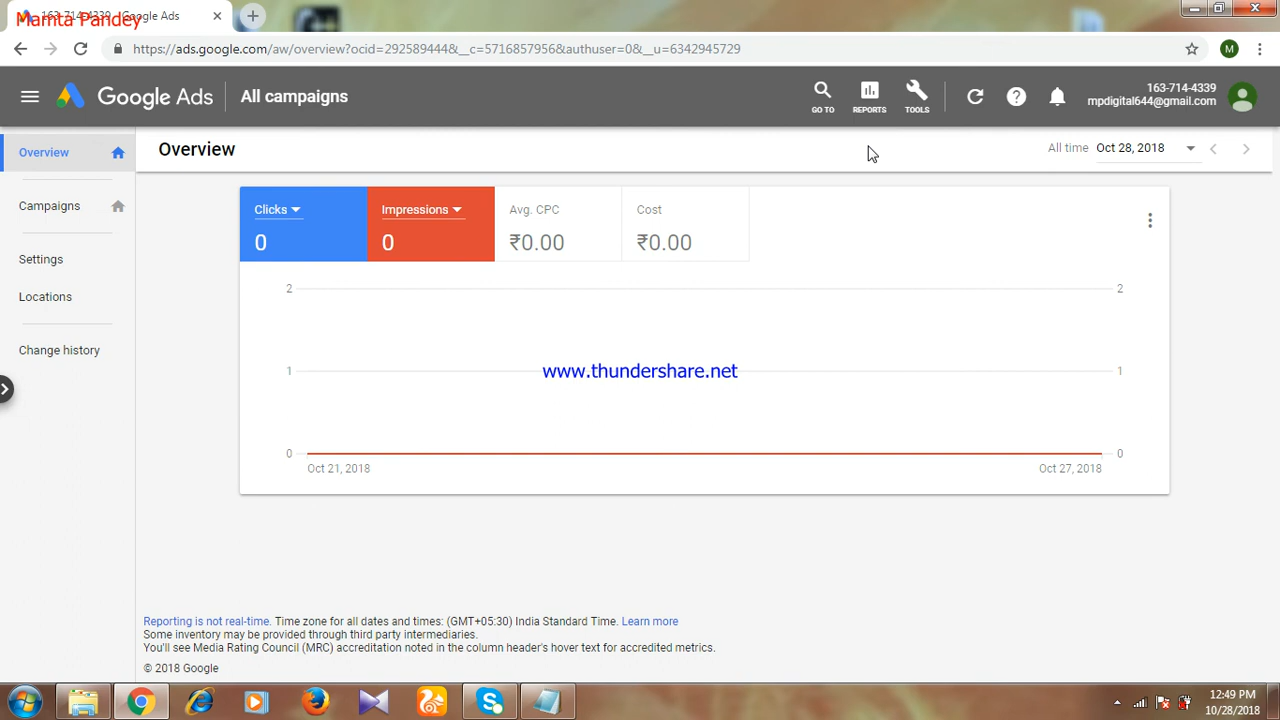 Mahita Pandey
Google Ads
https://ads.google.com/aw/overview?ocid=292589444&__c=5716857956&authuser=0&__u=6342945729
M
Google Ads
All campaigns
GO TO
REPORTS
TOOLS
163-714-4339
mpdigital644@gmail.com
Overview
Campaigns
Settings
Locations
Change history
Overview
All time Oct 28, 2018
Clicks
0
Impressions
0
Avg. CPC
₹0.00
Cost
₹0.00
2
2
1
1
www.thundershare.net
0
0
Oct 21, 2018
Oct 27, 2018
Reporting is not real-time. Time zone for all dates and times: (GMT+05:30) India Standard Time. Learn more
Some inventory may be provided through third party intermediaries.
You'll see Media Rating Council (MRC) accreditation noted in the column header's hover text for accredited metrics.
© 2018 Google
12:49 PM
10/28/2018